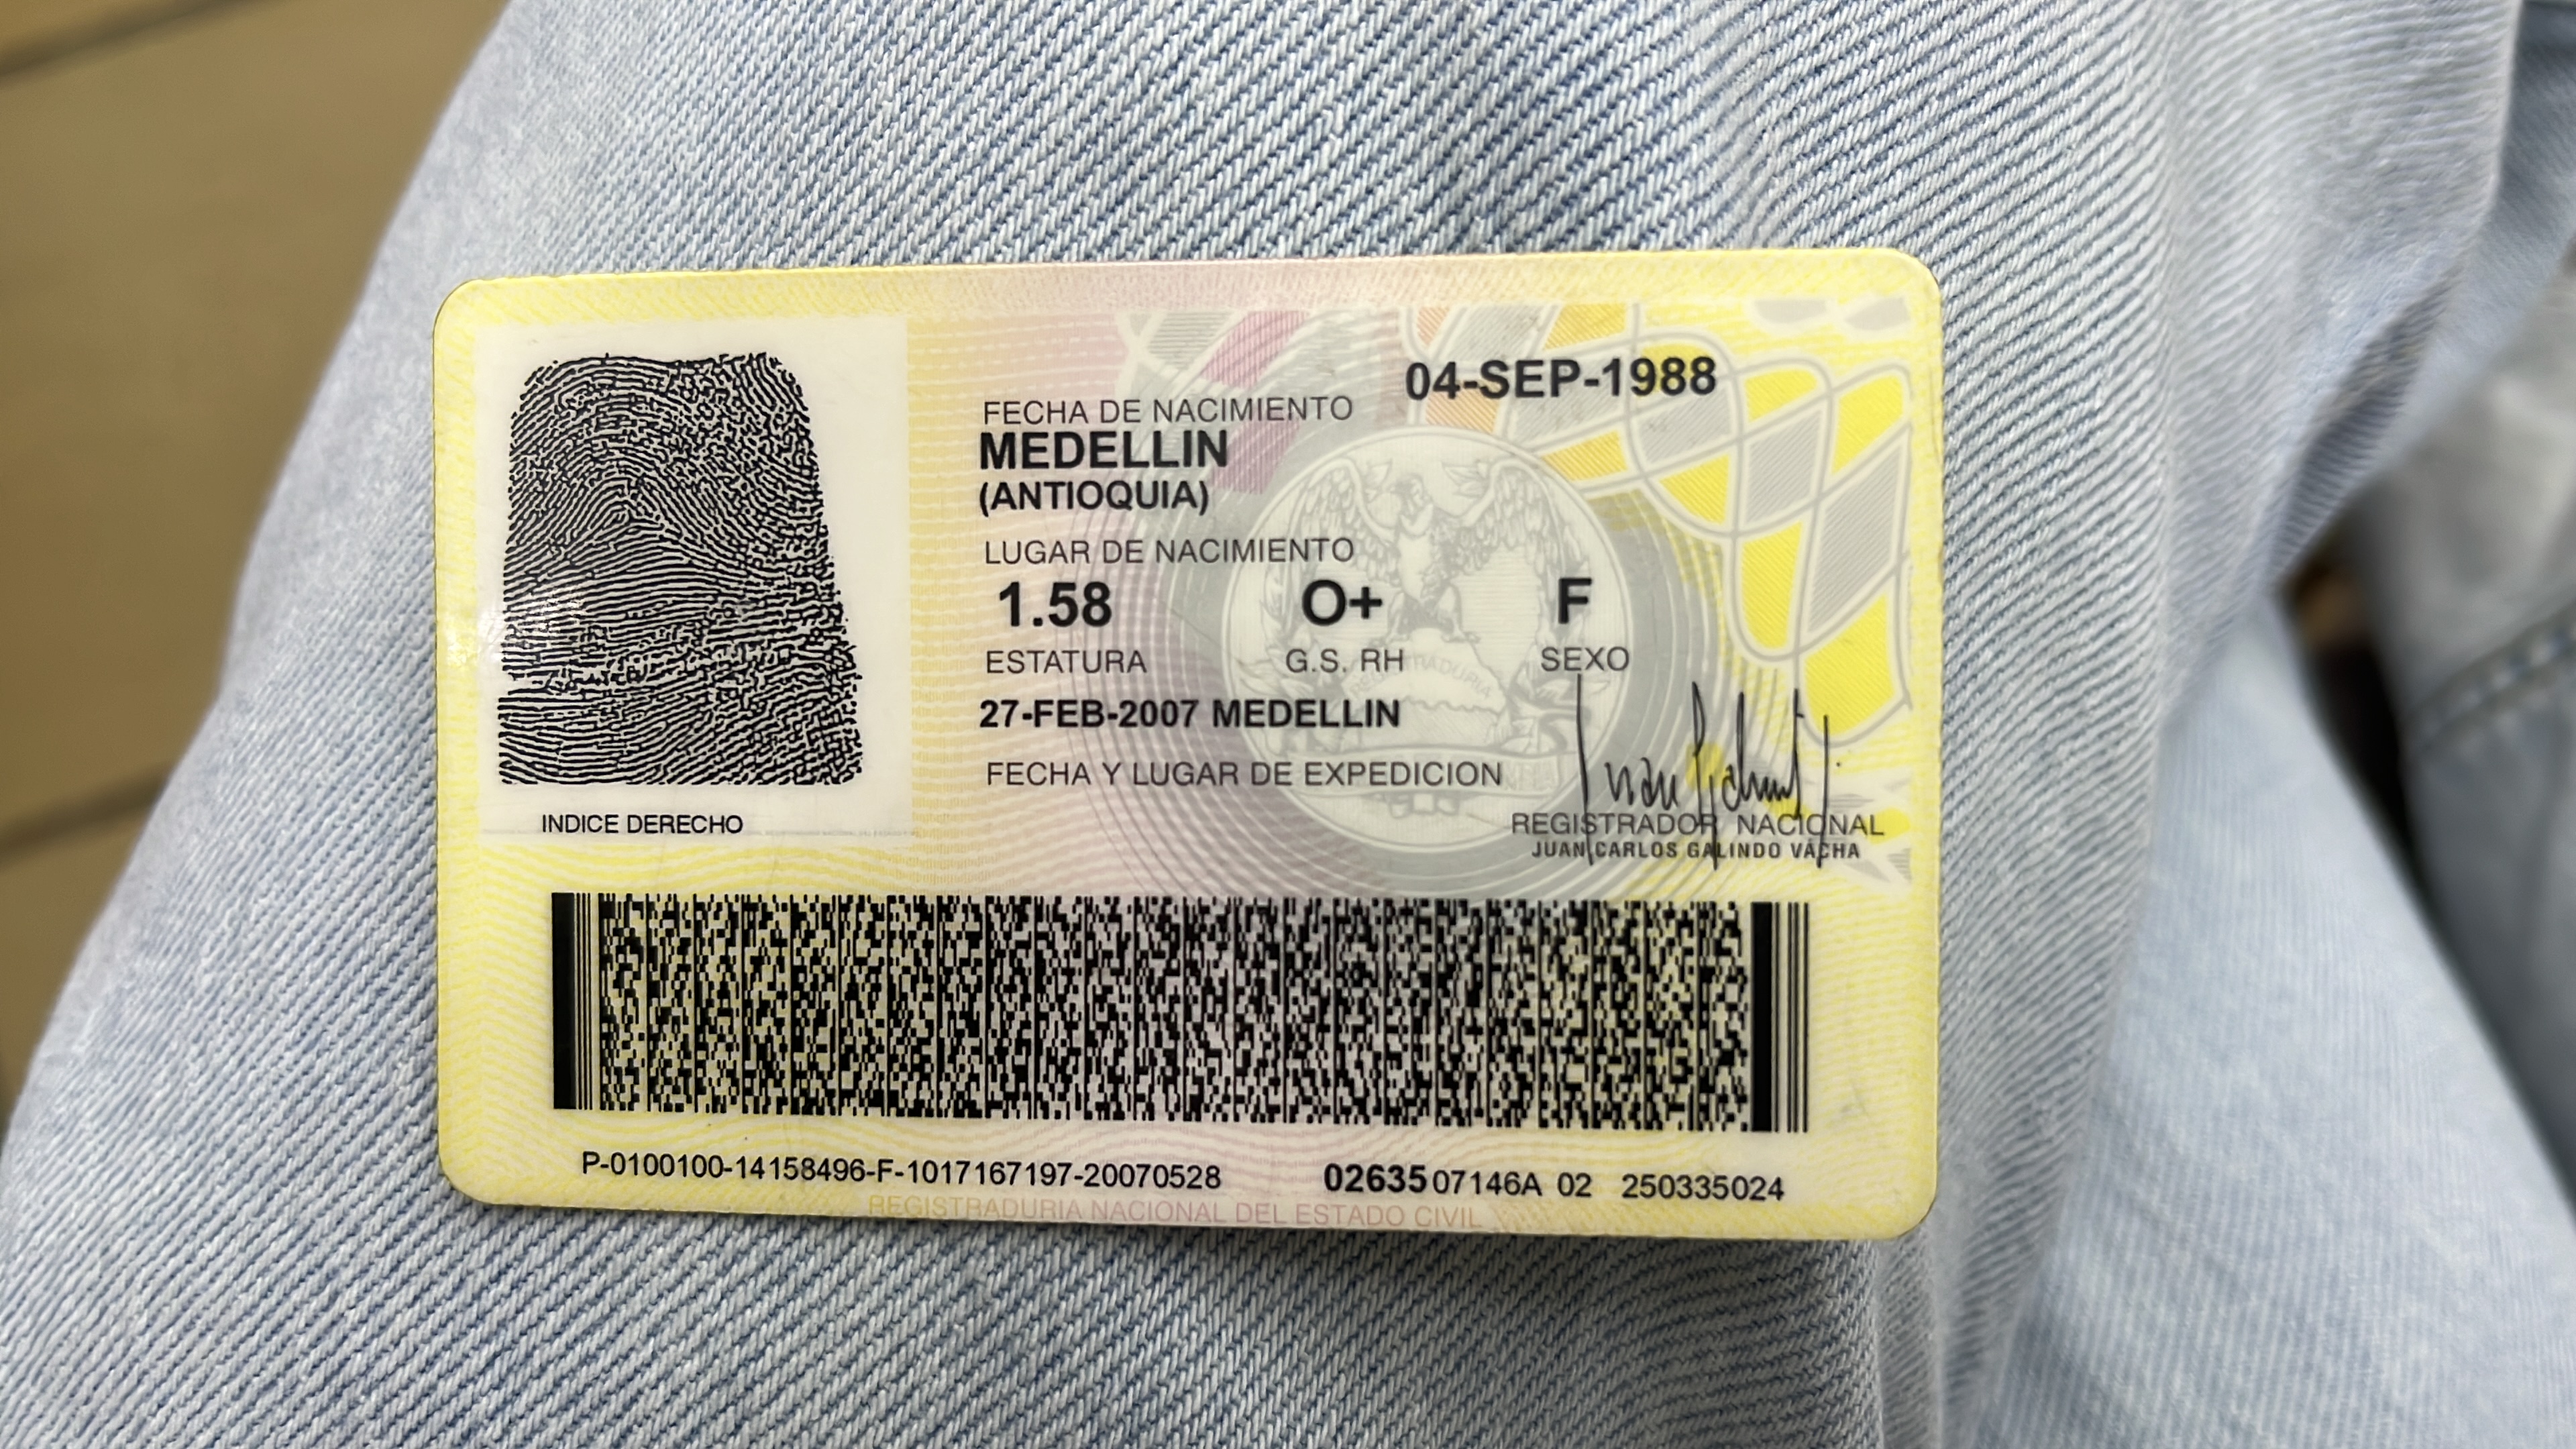 04-SEP-1988
FECHA DE NACIMIENTO
MEDELLIN
(ANTIOQUIA)
LUGAR DE NACIMIENTO
1.58 O+ F
ESTATURA G.S. RH SEXO
27-FEB-2007 MEDELLIN
FECHA Y LUGAR DE EXPEDICION
INDICE DERECHO
REGISTRADOR NACIONAL
JUAN CARLOS GALINDO VÁCHA
P-0100100-14158496-F-1017167197-20070528 0263507146A 02 250335024
REGISTRADURIA NACIONAL DEL ESTADO CIVIL